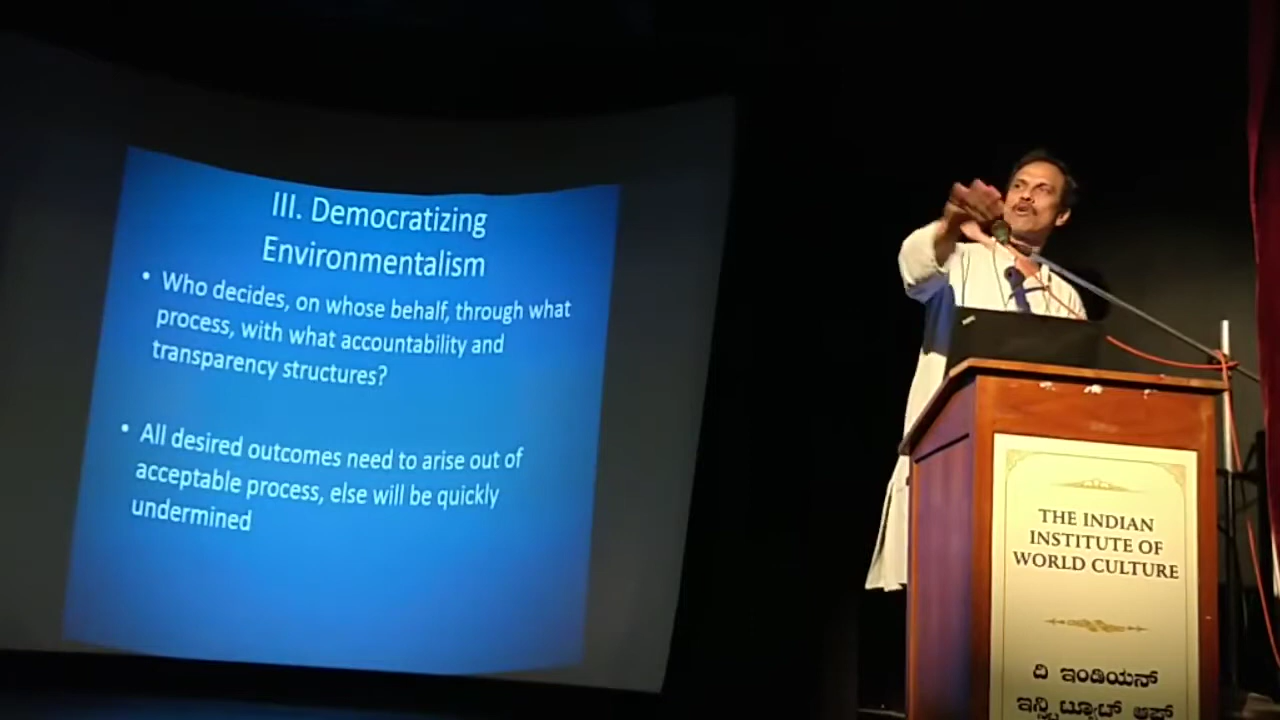 III. Democratizing
Environmentalism
• Who decides, on whose behalf, through what
process, with what accountability and
transparency structures?
• All desired outcomes need to arise out of
acceptable process, else will be quickly
undermined
THE INDIAN
INSTITUTE OF
WORLD CULTURE
ದಿ ಇಂಡಿಯನ್
ಇನ್ಸ್ಟಿಟ್ಯೂಟ್ ಆಫ್